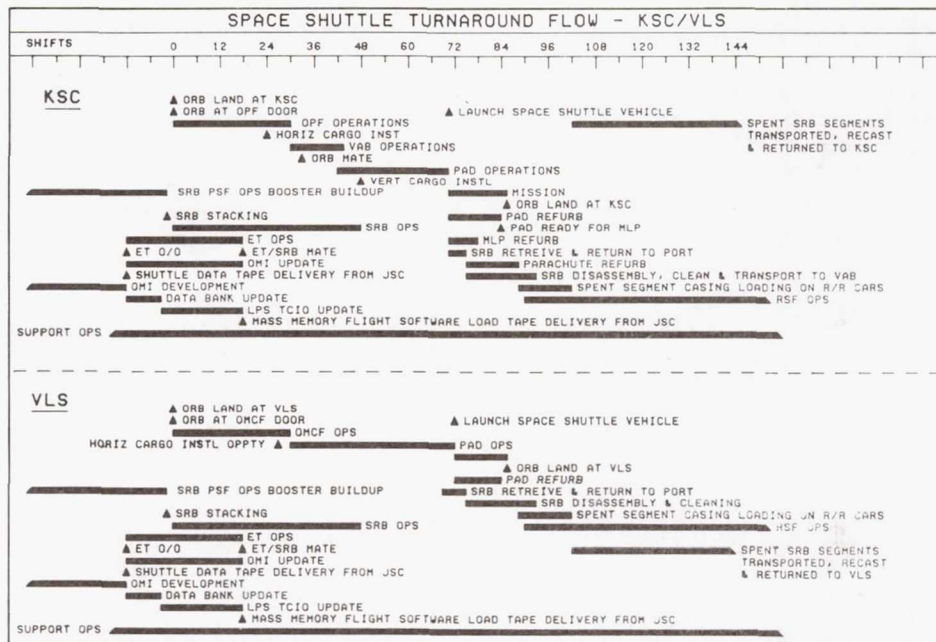 SPACE SHUTTLE TURNAROUND FLOW - KSC/VLS
SHIFTS 0 12 24 36 48 60 72 84 96 108 120 132 144
KSC
ORB LAND AT KSC
ORB AT OPF DOOR
LAUNCH SPACE SHUTTLE VEHICLE
OPF OPERATIONS
SPENT SRB SEGMENTS
TRANSPORTED, RECAST
& RETURNED TO KSC
HORIZ CARGO INST
VAB OPERATIONS
ORB MATE
PAD OPERATIONS
VERT CARGO INSTL
SRB PSF OPS BOOSTER BUILDUP
MISSION
ORB LAND AT KSC
SRB STACKING
PAD REFURB
SRB OPS
PAD READY FOR MLP
ET OPS
MLP REFURB
ET O/O
ET/SRB MATE
SRB RETREIVE & RETURN TO PORT
OMI UPDATE
PARACHUTE REFURB
SHUTTLE DATA TAPE DELIVERY FROM JSC
SRB DISASSEMBLY, CLEAN & TRANSPORT TO VAB
OMI DEVELOPMENT
SPENT SEGMENT CASING LOADING ON R/R CARS
DATA BANK UPDATE
RSF OPS
LPS TCIO UPDATE
MASS MEMORY FLIGHT SOFTWARE LOAD TAPE DELIVERY FROM JSC
SUPPORT OPS
VLS
ORB LAND AT VLS
ORB AT OMCF DOOR
LAUNCH SPACE SHUTTLE VEHICLE
OMCF OPS
HORIZ CARGO INSTL OPPTY
PAD OPS
ORB LAND AT VLS
PAD REFURB
SRB PSF OPS BOOSTER BUILDUP
SRB RETREIVE & RETURN TO PORT
SRB DISASSEMBLY & CLEANING
SRB STACKING
SPENT SEGMENT CASING LOADING ON R/R CARS
SRB OPS
RSF OPS
ET OPS
ET O/O
ET/SRB MATE
SPENT SRB SEGMENTS
TRANSPORTED, RECAST
& RETURNED TO VLS
OMI UPDATE
SHUTTLE DATA TAPE DELIVERY FROM JSC
OMI DEVELOPMENT
DATA BANK UPDATE
LPS TCIO UPDATE
MASS MEMORY FLIGHT SOFTWARE LOAD TAPE DELIVERY FROM JSC
SUPPORT OPS